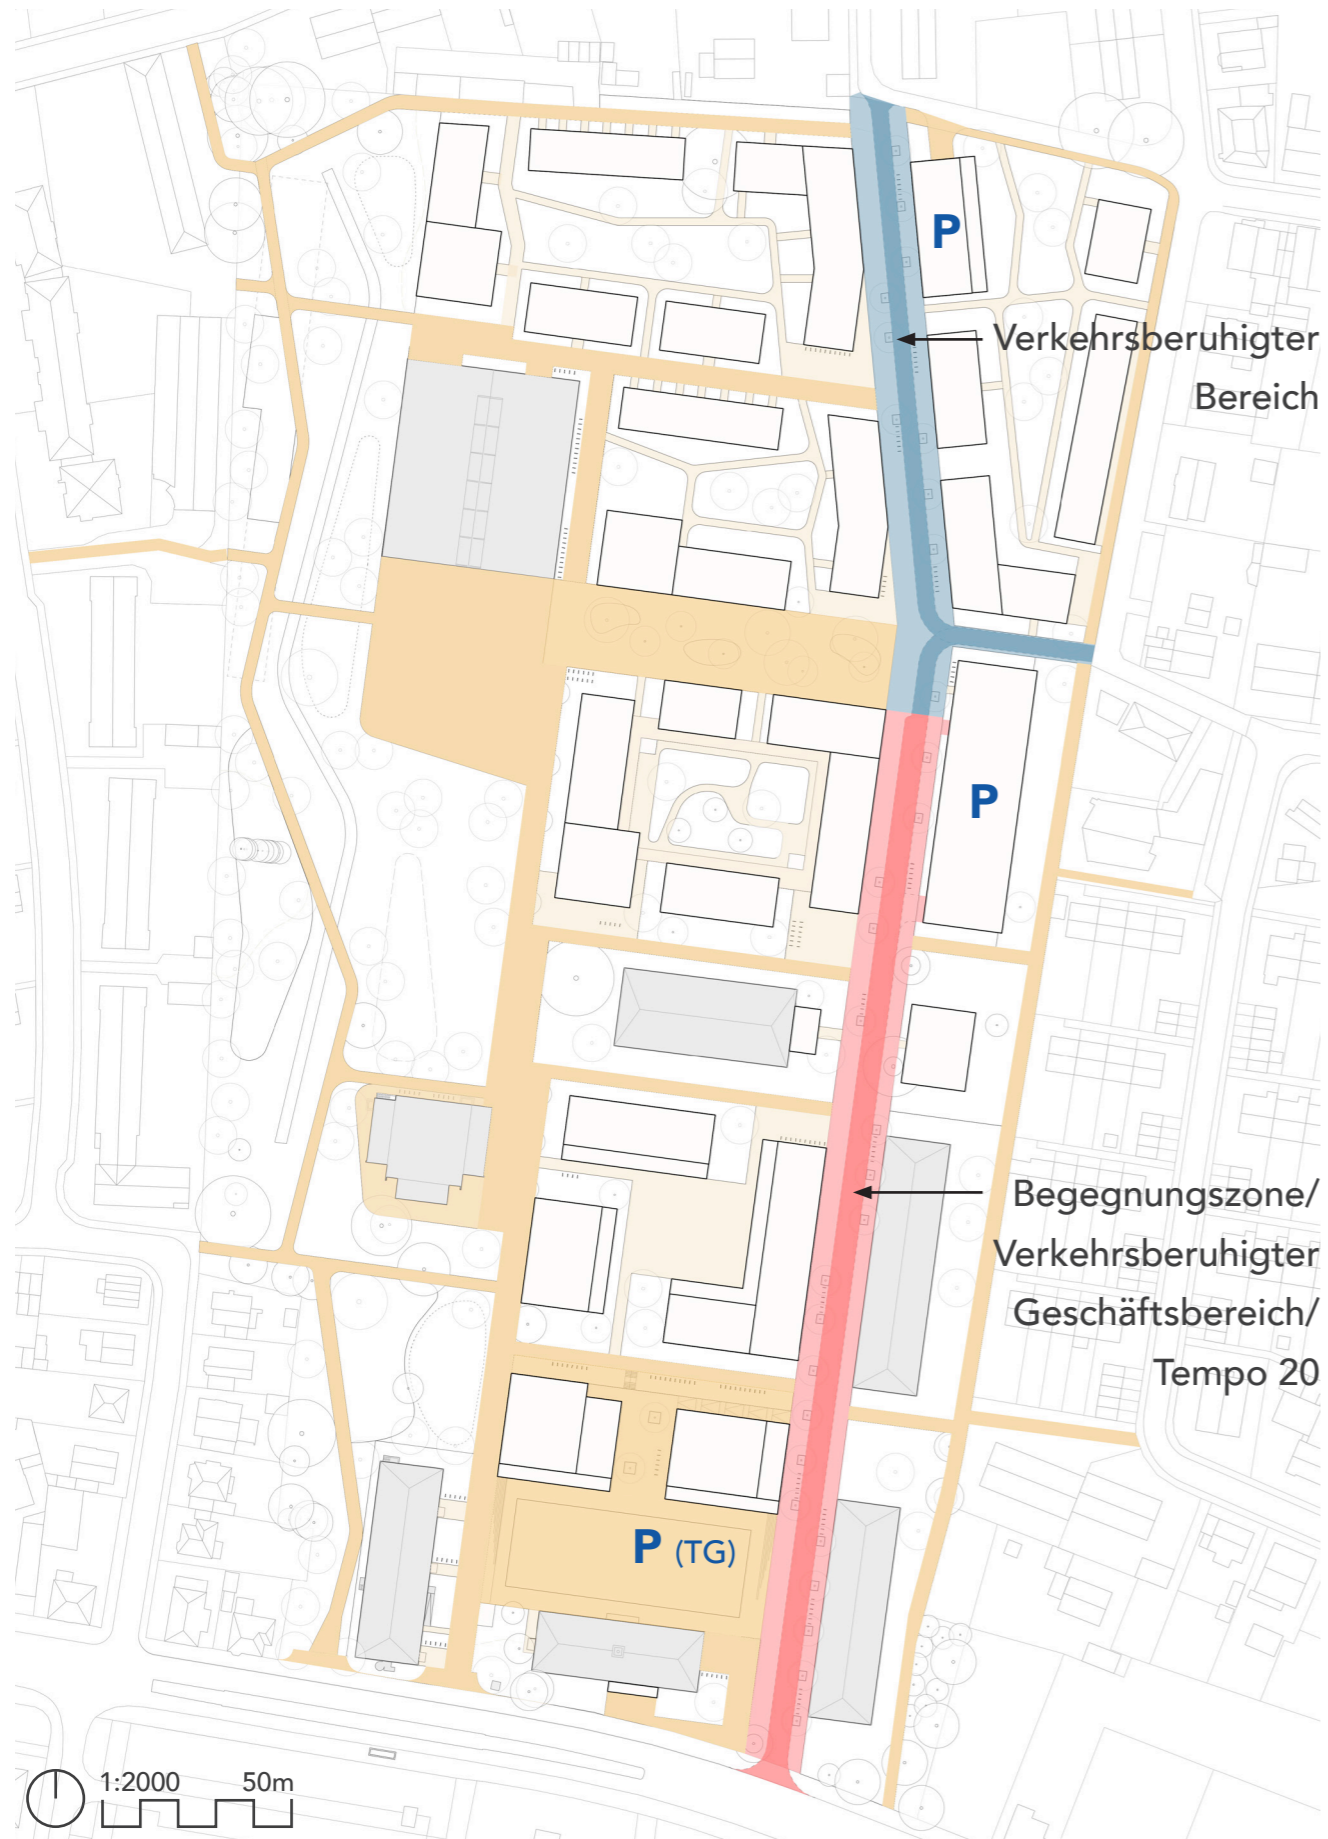 P
Verkehrsberuhigter
Bereich
P
Begegnungszone/
Verkehrsberuhigter
Geschäftsbereich/
Tempo 20
P (TG)
1:2000 50m